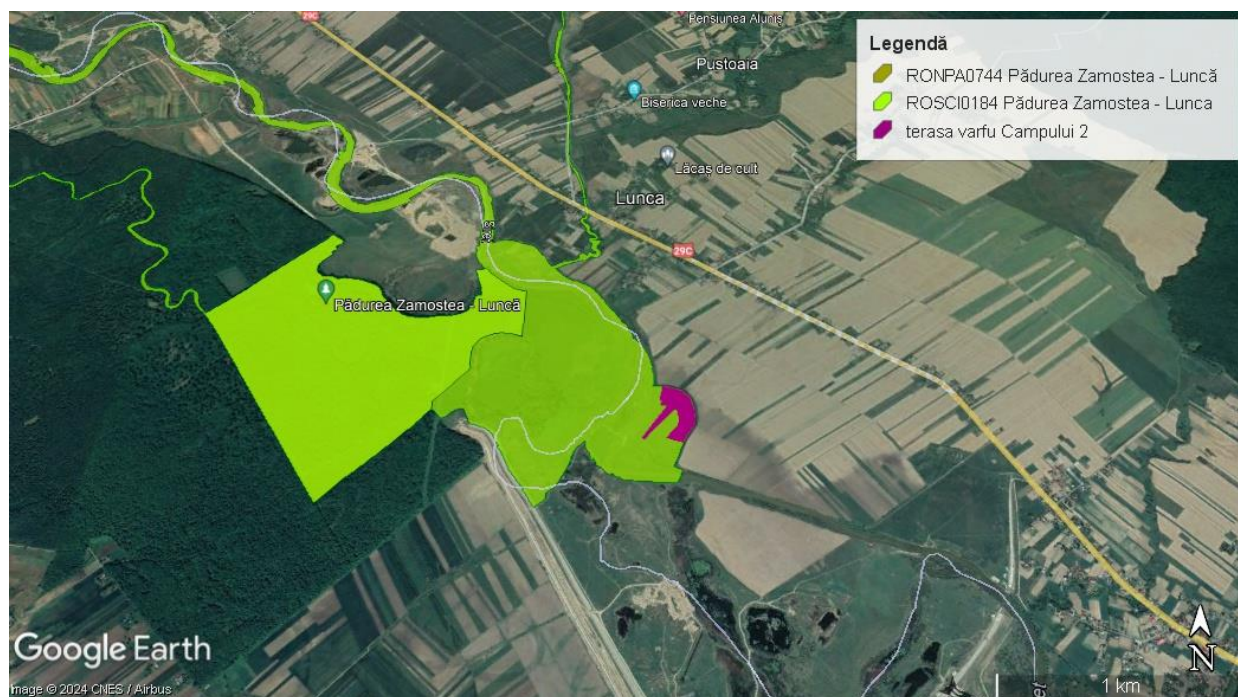 Pensiunea Aluniș
Legendă
RONPA0744 Pădurea Zamostea - Luncă
ROSCI0184 Pădurea Zamostea - Lunca
terasa varfu Campului 2
Pustoaia
Biserica veche
Lăcaș de cult
Lunca
29C
Pădurea Zamostea - Luncă
Google Earth
Image © 2024 CNES / Airbus
N
1 km